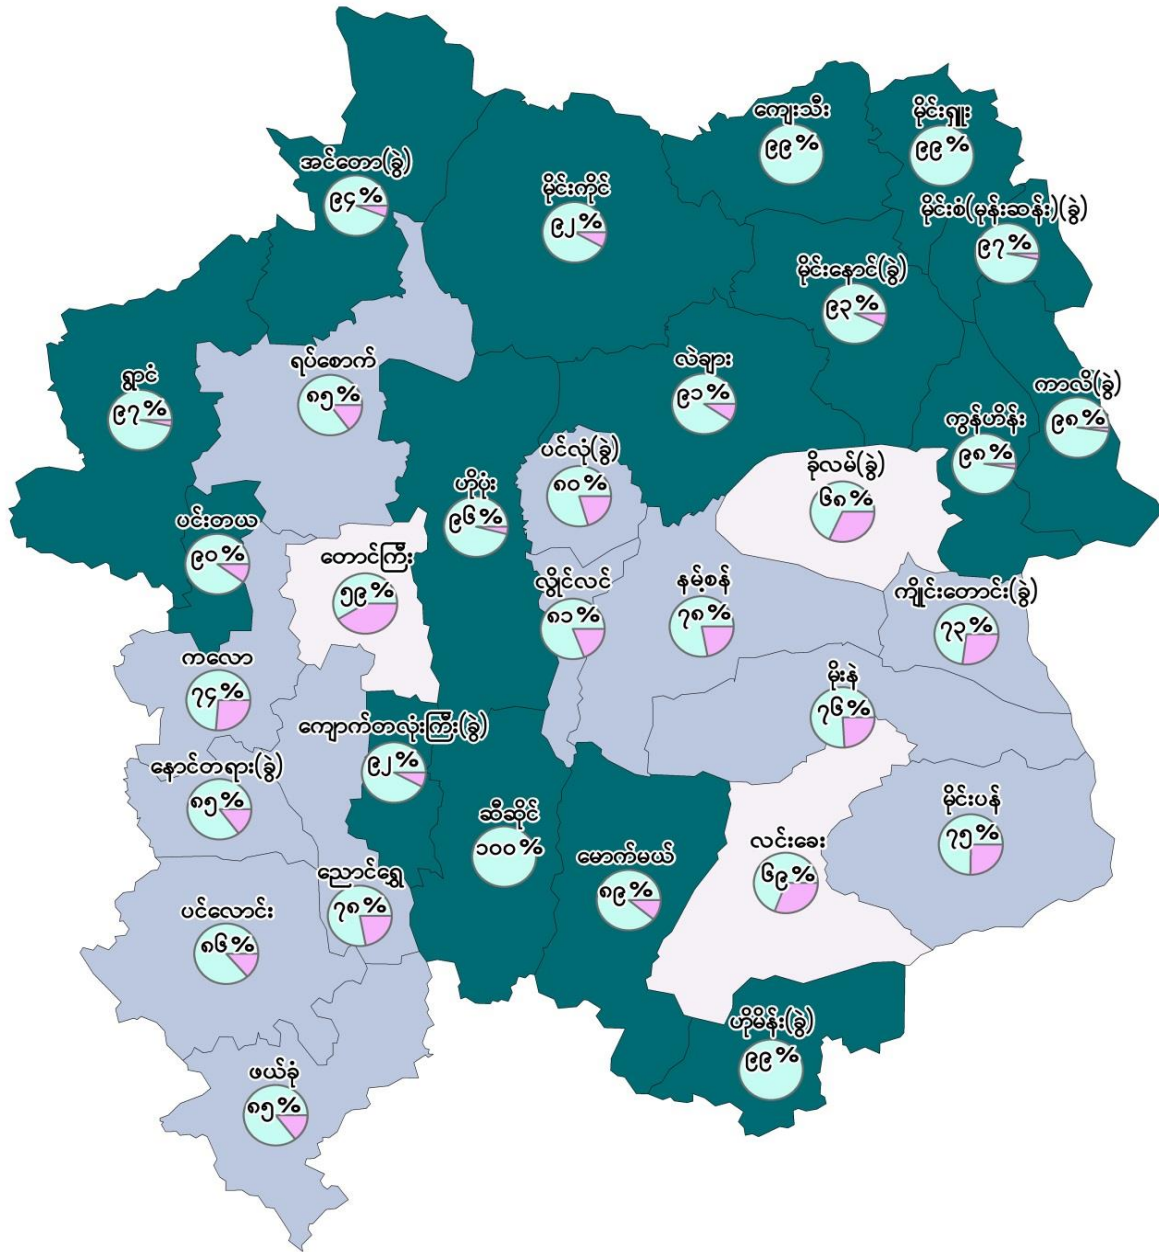 ကျေးသီး
၉၉%
မိုင်းရှူး
၉၉%
အင်တော(ခွဲ)
၉၄%
မိုင်းကိုင်
၉၂%
မိုင်းစံ(မုန်းဆန်း)(ခွဲ)
၉၇%
မိုင်းနောင်(ခွဲ)
၉၃%
ရပ်စောက်
၈၅%
လဲချား
၉၁%
ရွာငံ
၉၇%
ကာလိ(ခွဲ)
၉၈%
ကွန်ဟိန်း
၉၈%
ပင်လုံ(ခွဲ)
၈၀%
ခိုလမ်(ခွဲ)
၆၈%
ဟိုပုံး
၉၆%
ပင်းတယ
၉၀%
တောင်ကြီး
၅၉%
လွိုင်လင်
၈၁%
နမ့်စန်
၇၈%
ကျိုင်းတောင်း(ခွဲ)
၇၃%
ကလော
၇၄%
မိုးနဲ
၇၆%
ကျောက်တလုံးကြီး(ခွဲ)
၉၂%
နောင်တရား(ခွဲ)
၈၅%
ဆီဆိုင်
၁၀၀%
မိုင်းပန်
၇၅%
လင်းခေး
၆၉%
မောက်မယ်
၈၉%
ညောင်ရွှေ
၇၈%
ပင်လောင်း
၈၆%
ဟိုမိန်း(ခွဲ)
၉၉%
ဖယ်ခုံ
၈၅%